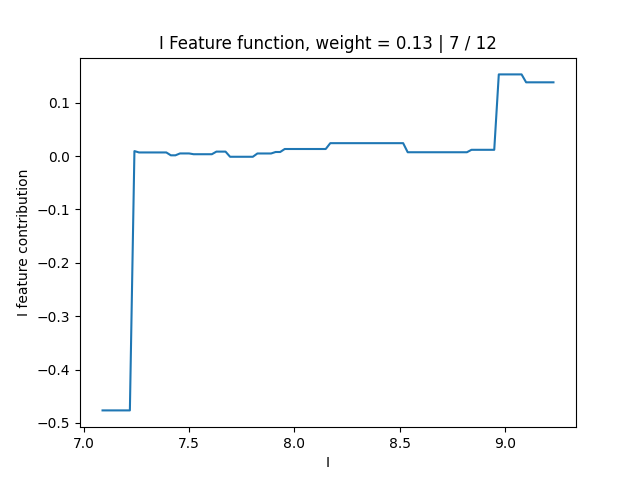 I Feature function, weight = 0.13 | 7 / 12
I feature contribution
0.1
0.0
−0.1
−0.2
−0.3
−0.4
−0.5
7.0 7.5 8.0 8.5 9.0
I